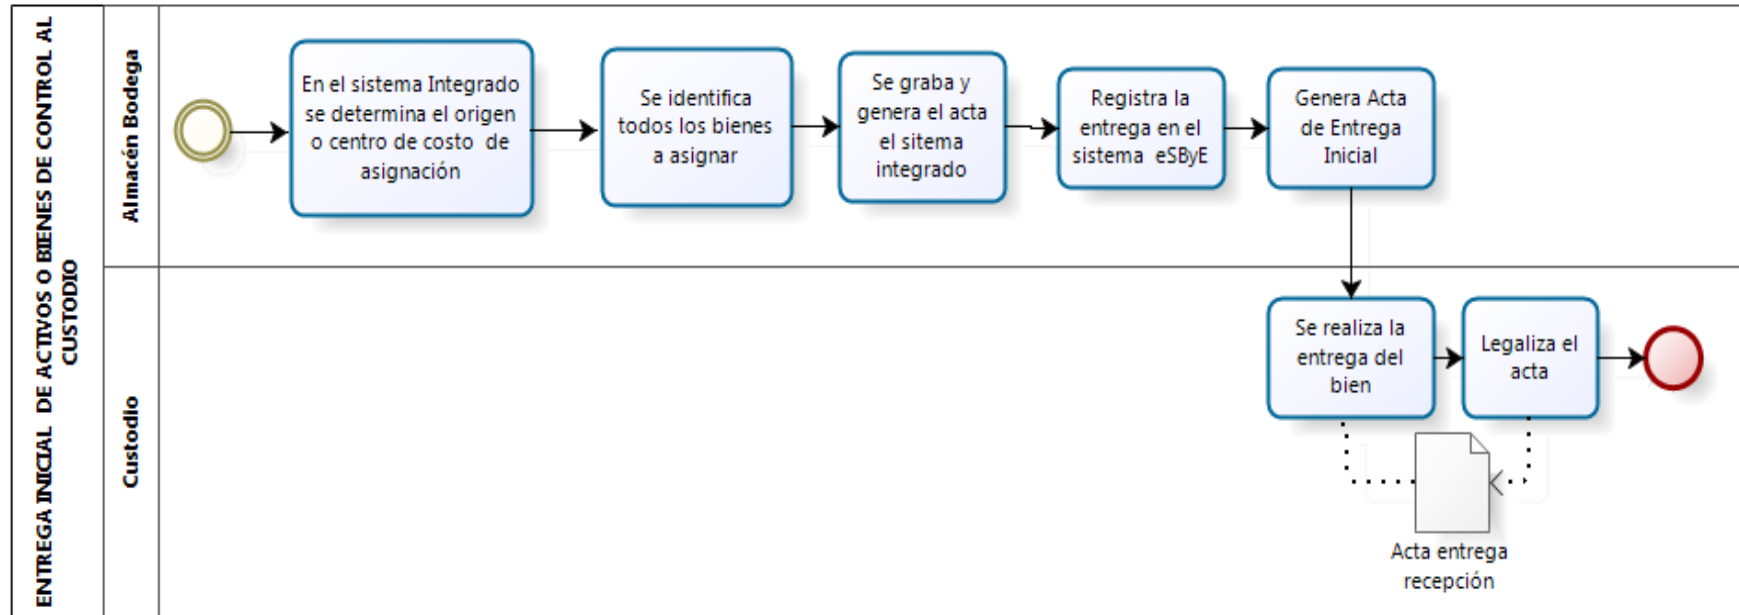 ENTREGA INICIAL DE ACTIVOS O BIENES DE CONTROL AL
CUSTODIO
Almacén Bodega
En el sistema Integrado
se determina el origen
o centro de costo de
asignación
Se identifica
todos los bienes
a asignar
Se graba y
genera el acta
el sitema
integrado
Registra la
entrega en el
sistema eSByE
Genera Acta
de Entrega
Inicial
Custodio
Se realiza la
entrega del
bien
Legaliza el
acta
Acta entrega
recepción